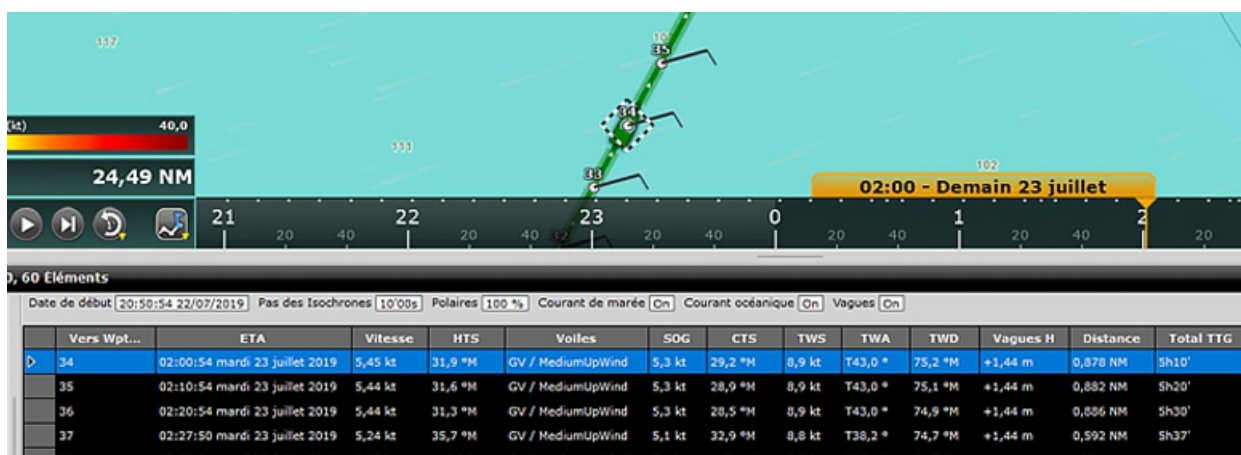 117
10
35
34
(kt) 40,0
111
33
102
24,49 NM
02:00 - Demain 23 juillet
21 20 40 22 20 40 32 23 20 40 0 20 40 1 20 40 2 20
0, 60 Éléments
Date de début 20:50:54 22/07/2019 Pas des Isochrones 10'00s Polaires 100 % Courant de marée On Courant océanique On Vagues On
Vers Wpt... ETA Vitesse HTS Voiles SOG CTS TWS TWA TWD Vagues H Distance Total TTG
34 02:00:54 mardi 23 juillet 2019 5,45 kt 31,9 °M GV / MediumUpWind 5,3 kt 29,2 °M 8,9 kt T43,0 ° 75,2 °M +1,44 m 0,878 NM 5h10'
35 02:10:54 mardi 23 juillet 2019 5,44 kt 31,6 °M GV / MediumUpWind 5,3 kt 28,9 °M 8,9 kt T43,0 ° 75,1 °M +1,44 m 0,882 NM 5h20'
36 02:20:54 mardi 23 juillet 2019 5,44 kt 31,3 °M GV / MediumUpWind 5,3 kt 28,5 °M 8,9 kt T43,0 ° 74,9 °M +1,44 m 0,886 NM 5h30'
37 02:27:50 mardi 23 juillet 2019 5,24 kt 35,7 °M GV / MediumUpWind 5,1 kt 32,9 °M 8,8 kt T38,2 ° 74,7 °M +1,44 m 0,592 NM 5h37'